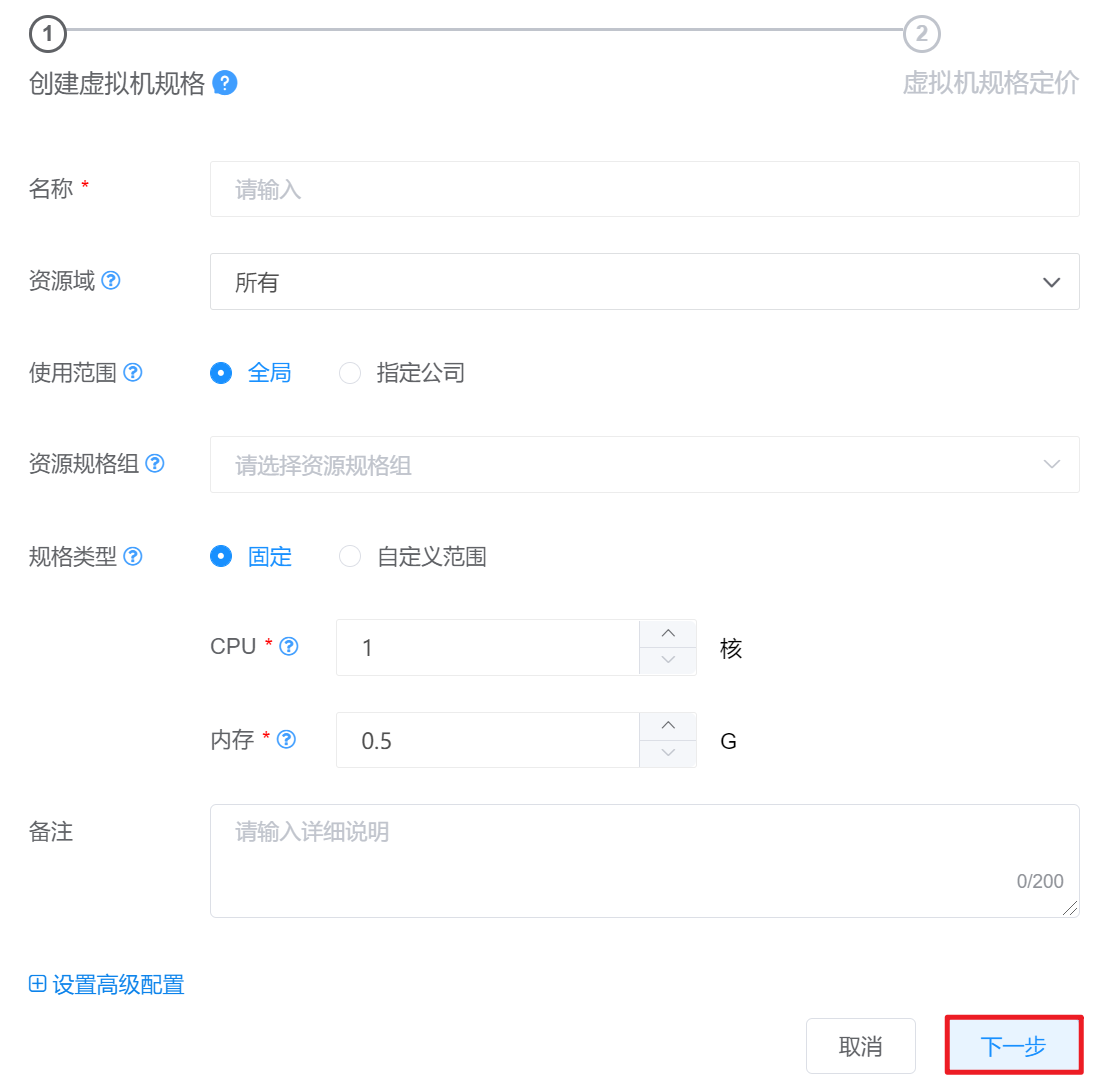 1
2
创建虚拟机规格 ?
虚拟机规格定价
名称 *
请输入
资源域 ?
所有
使用范围 ?
全局 指定公司
资源规格组 ?
请选择资源规格组
规格类型 ?
固定 自定义范围
CPU * ? 1 核
内存 * ? 0.5 G
备注
请输入详细说明
0/200
设置高级配置
取消 下一步